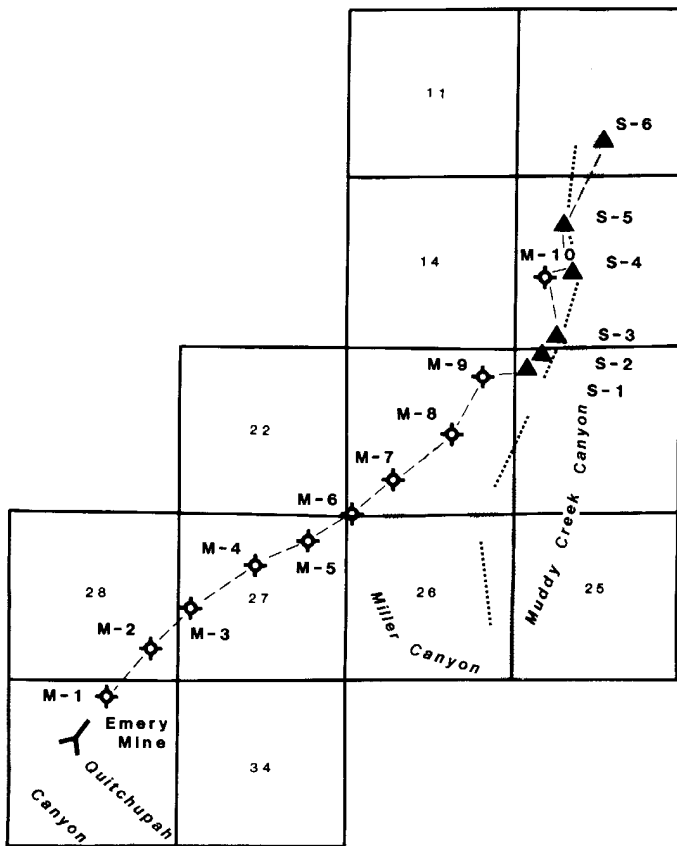 11
S-6
S-5
14
M-10
S-4
S-3
M-9
S-2
S-1
22
M-8
M-7
M-6
Muddy Creek Canyon
M-4
M-5
28
27
26
25
M-3
M-2
Miller Canyon
M-1
Emery
Mine
34
Quitchupah
Canyon